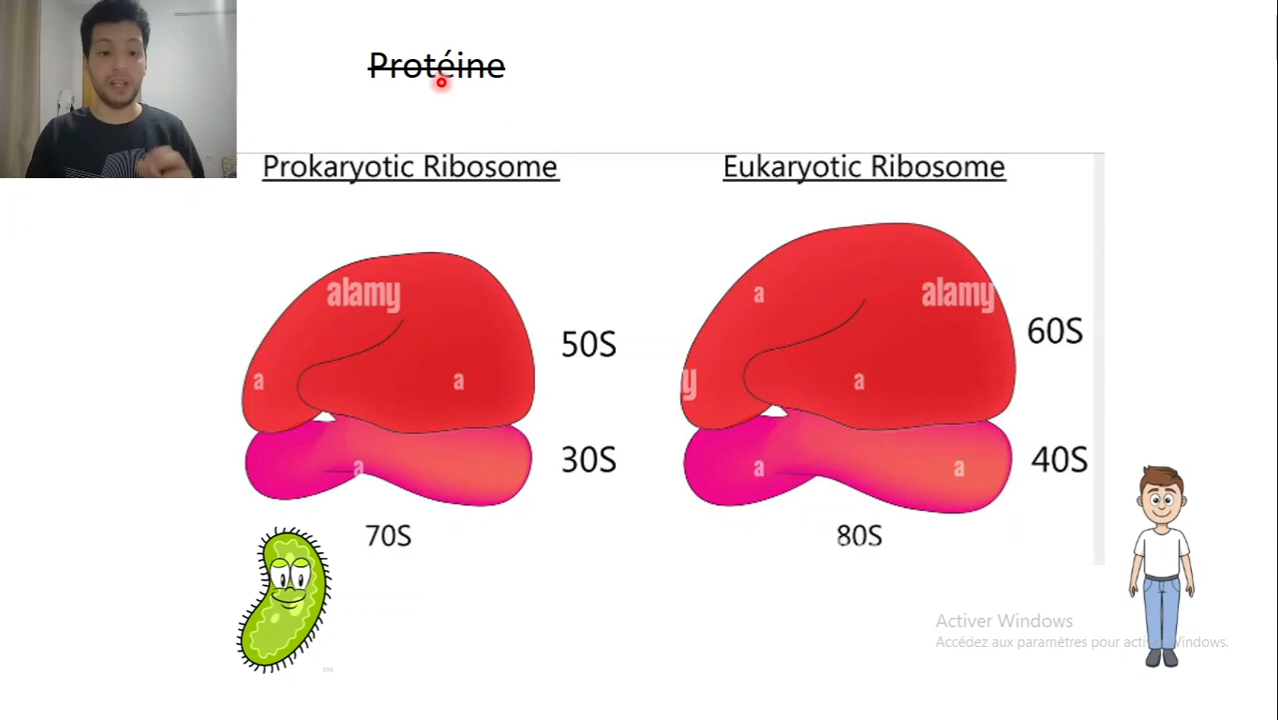 Protéine
Prokaryotic Ribosome
Eukaryotic Ribosome
alamy
a
alamy
50S
60S
a
a
y
a
30S
a
a
a
40S
70S
80S
Activer Windows
Accédez aux paramètres pour activer Windows.